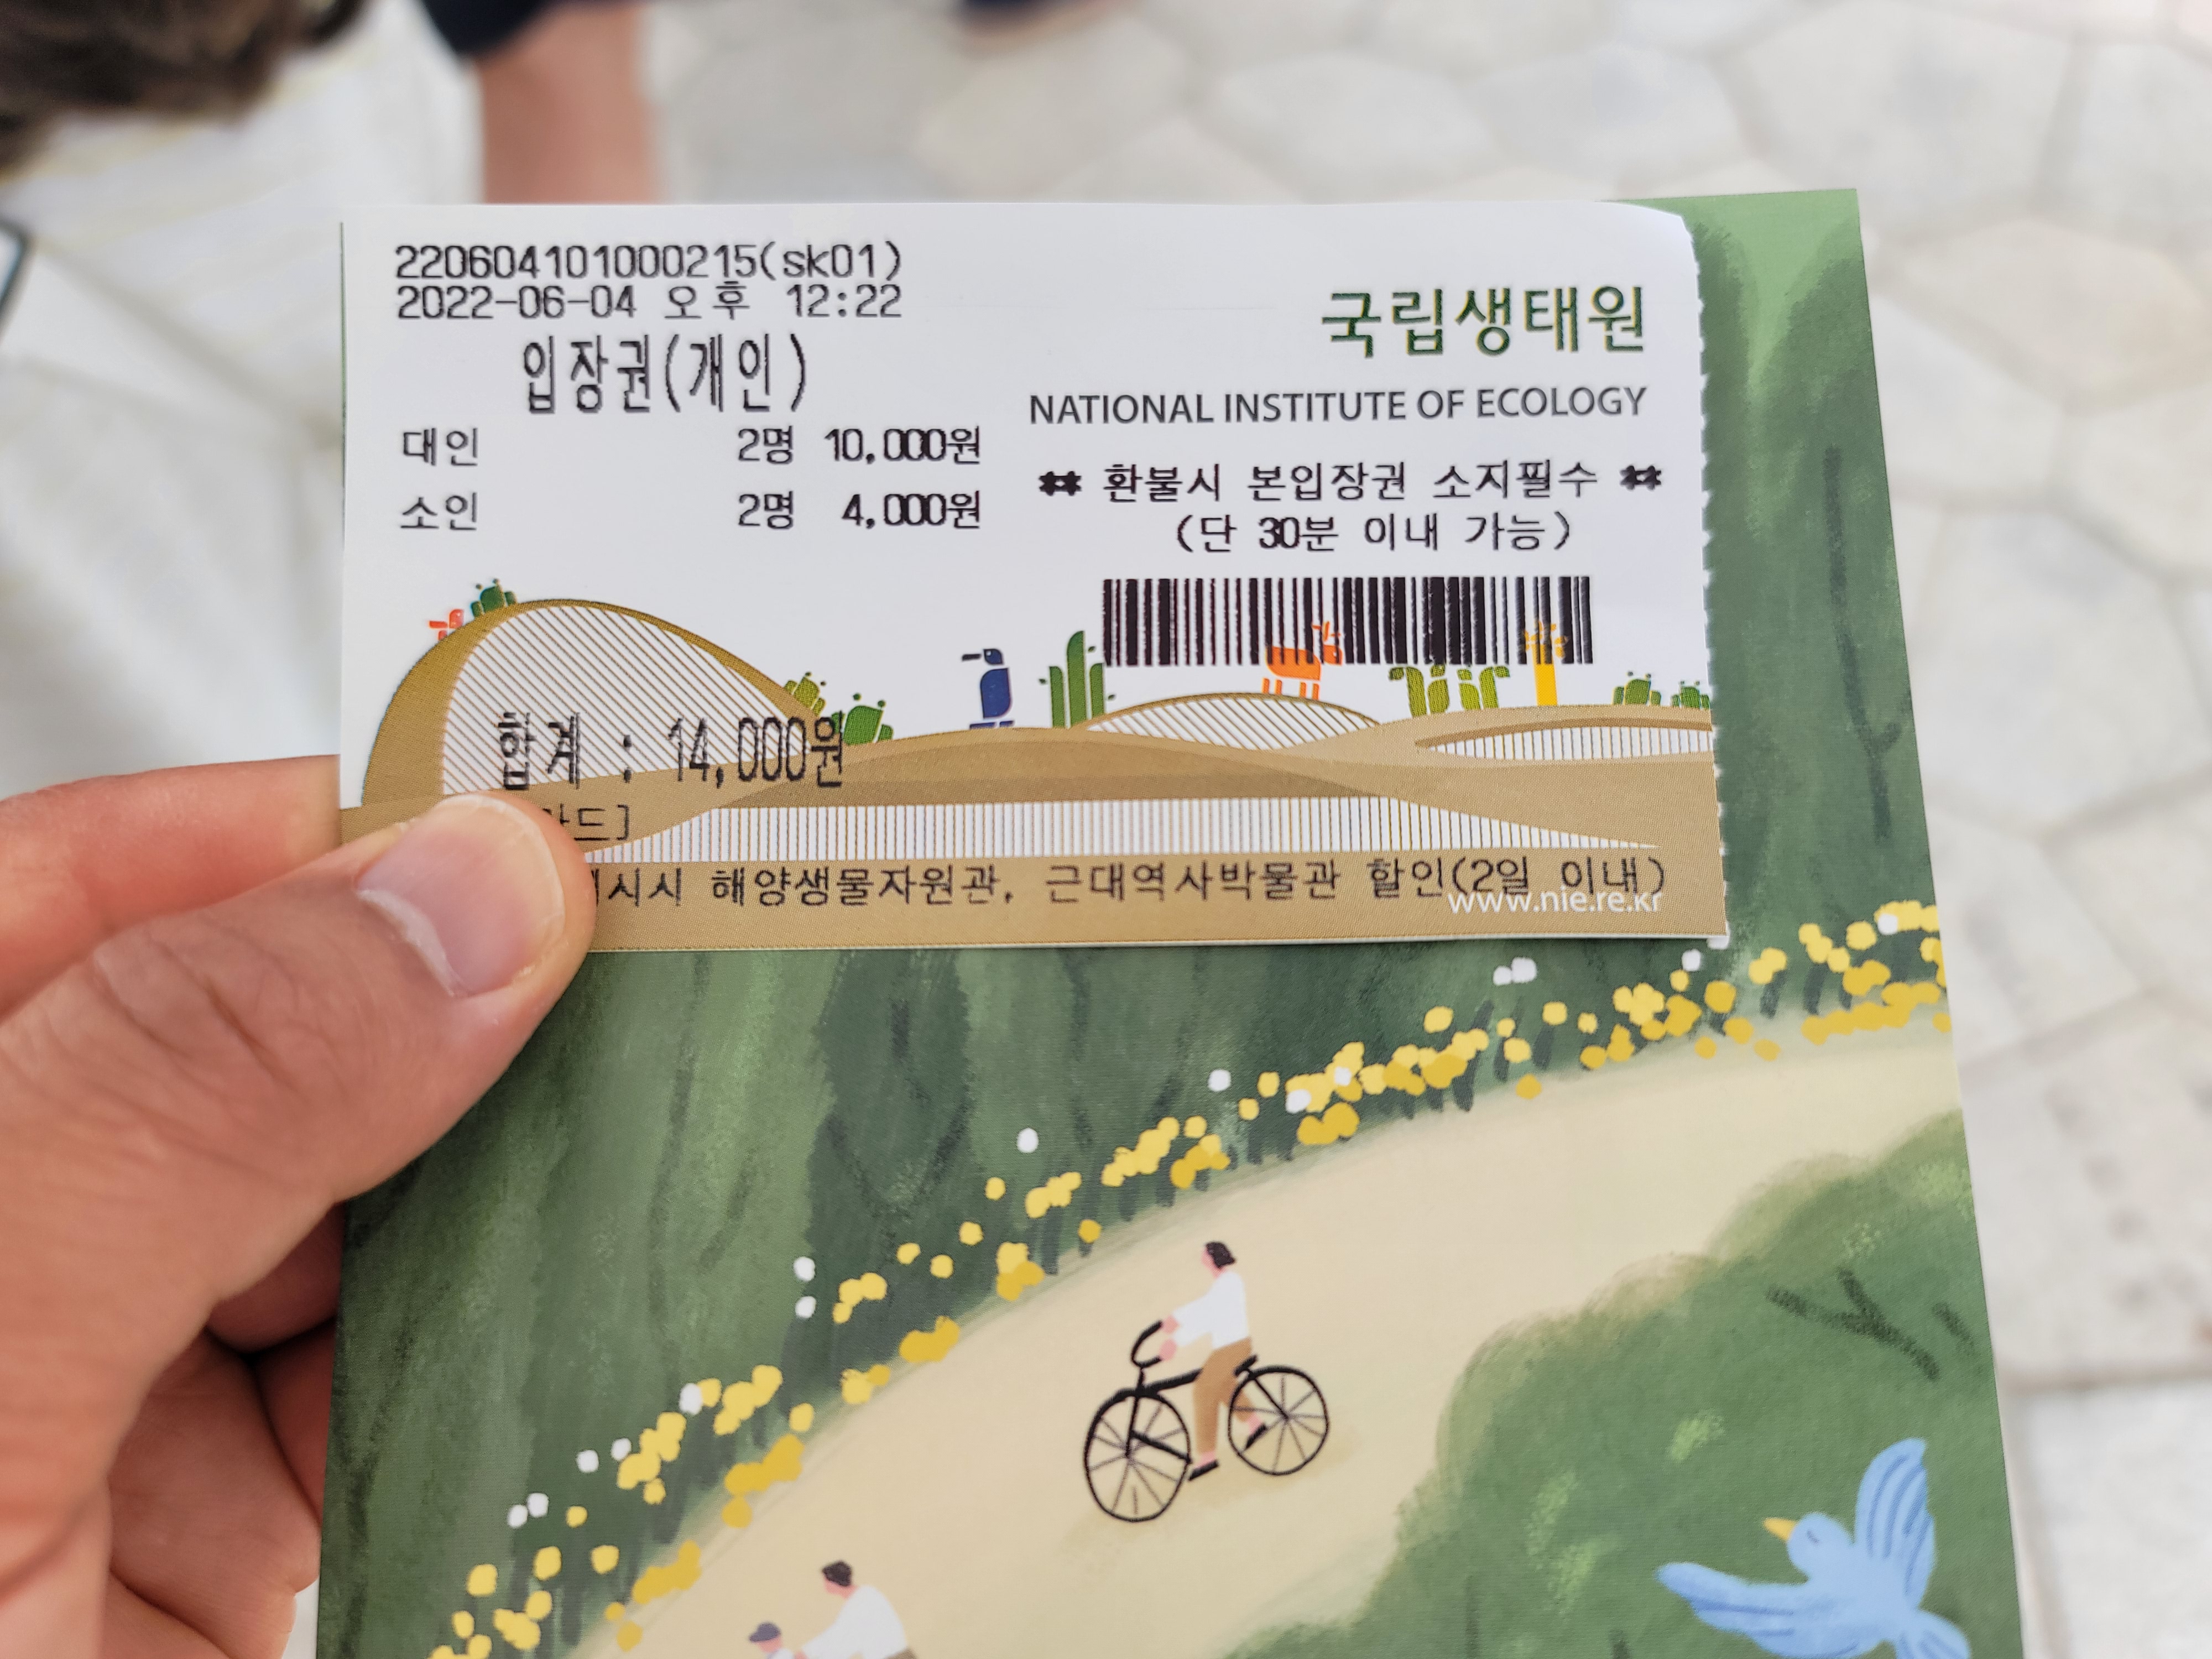 220604101000215(sk01)
2022-06-04 오후 12:22
입장권(개인)
대인 2명 10,000원
소인 2명 4,000원
국립생태원
NATIONAL INSTITUTE OF ECOLOGY
** 환불시 본입장권 소지필수 **
(단 30분 이내 가능)
합계 : 14,000원
해양생물자원관, 근대역사박물관 할인(2일 이내)
www.nie.re.kr